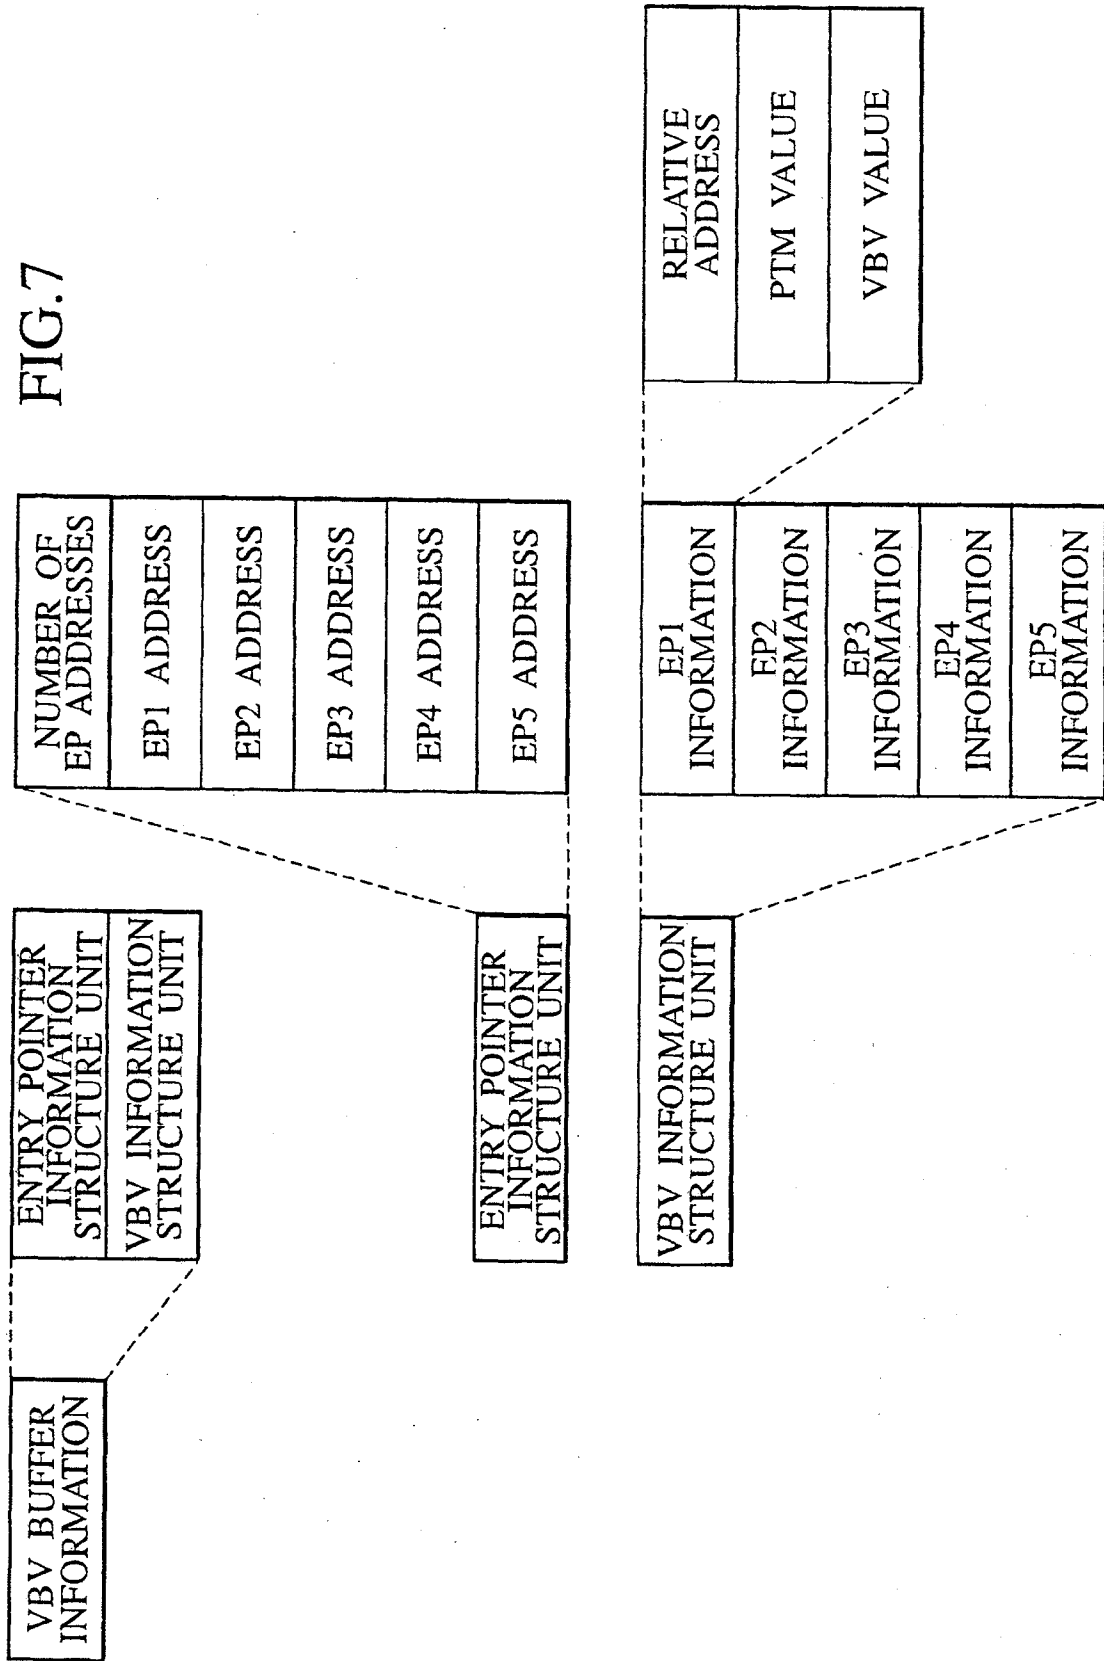 FIG.7
VBV BUFFER
INFORMATION
ENTRY POINTER
INFORMATION
STRUCTURE UNIT
VBV INFORMATION
STRUCTURE UNIT
ENTRY POINTER
INFORMATION
STRUCTURE UNIT
NUMBER OF
EP ADDRESSES
EP1 ADDRESS
EP2 ADDRESS
EP3 ADDRESS
EP4 ADDRESS
EP5 ADDRESS
VBV INFORMATION
STRUCTURE UNIT
EP1
INFORMATION
EP2
INFORMATION
EP3
INFORMATION
EP4
INFORMATION
EP5
INFORMATION
RELATIVE
ADDRESS
PTM VALUE
VBV VALUE